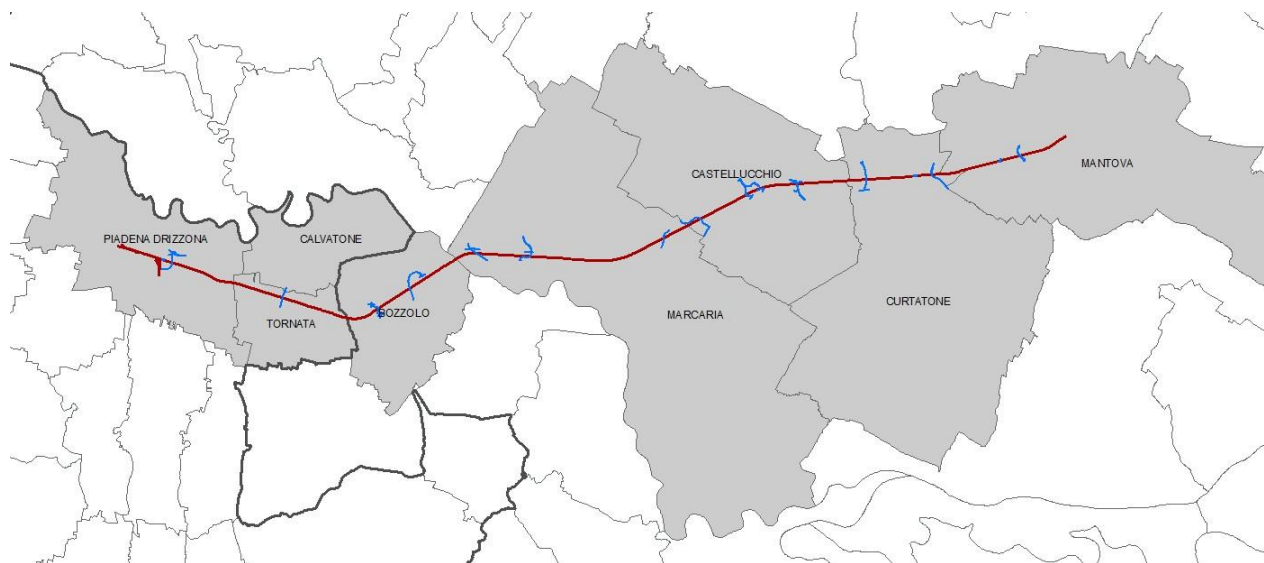 MANTOVA
CASTELLUCCHIO
PIADENA DRIZZONA
CALVATONE
CURTATONE
BOZZOLO
MARCARIA
TORNATA